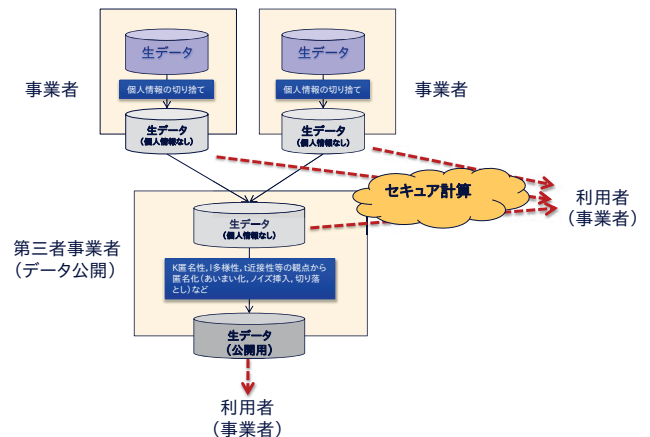 生データ
生データ
事業者
個人情報の切り捨て
個人情報の切り捨て
事業者
生データ
(個人情報なし)
生データ
(個人情報なし)
セキュア計算
利用者
(事業者)
生データ
(個人情報なし)
第三者事業者
(データ公開)
K匿名性, l多様性, t近接性等の観点から
匿名化(あいまい化, ノイズ挿入, 切り落
とし)など
生データ
(公開用)
利用者
(事業者)